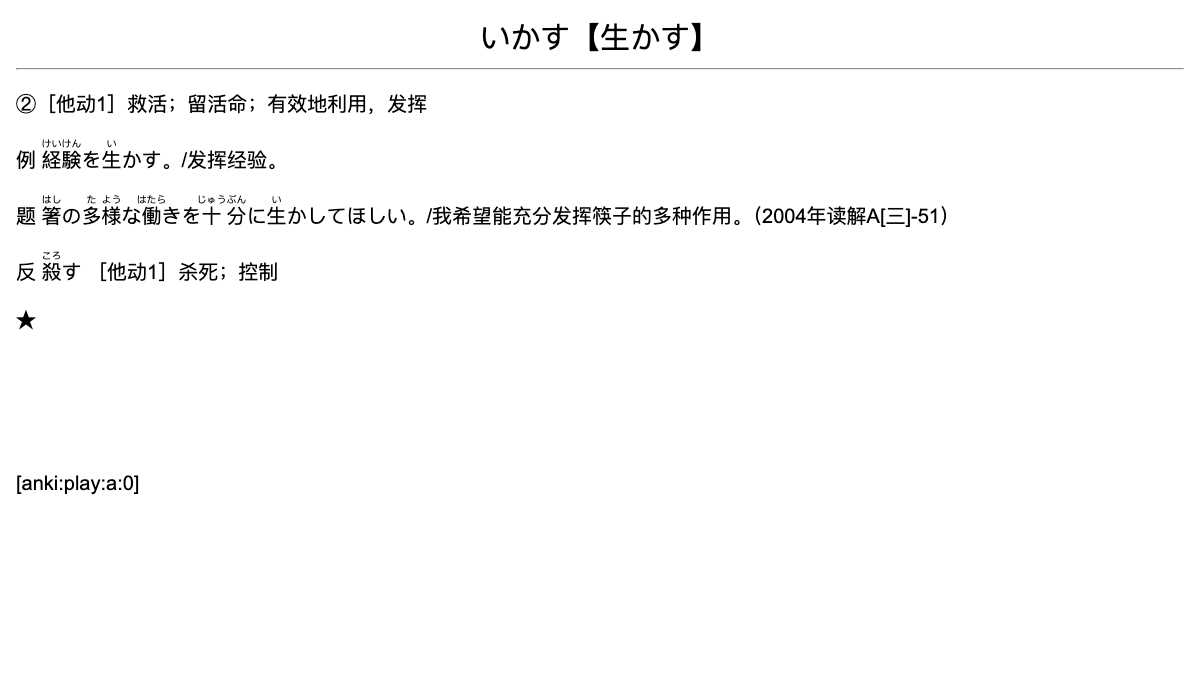 いかす【生かす】
②［他动1］救活；留活命；有效地利用，发挥
例 経験(けいけん)を生(い)かす。/发挥经验。
题 箸(はし)の多(た)様(よう)な働(はたら)きを十分(じゅうぶん)に生(い)かしてほしい。/我希望能充分发挥筷子的多种作用。（2004年读解A[三]-51）
反 殺(ころ)す ［他动1］杀死；控制
★
[anki:play:a:0]